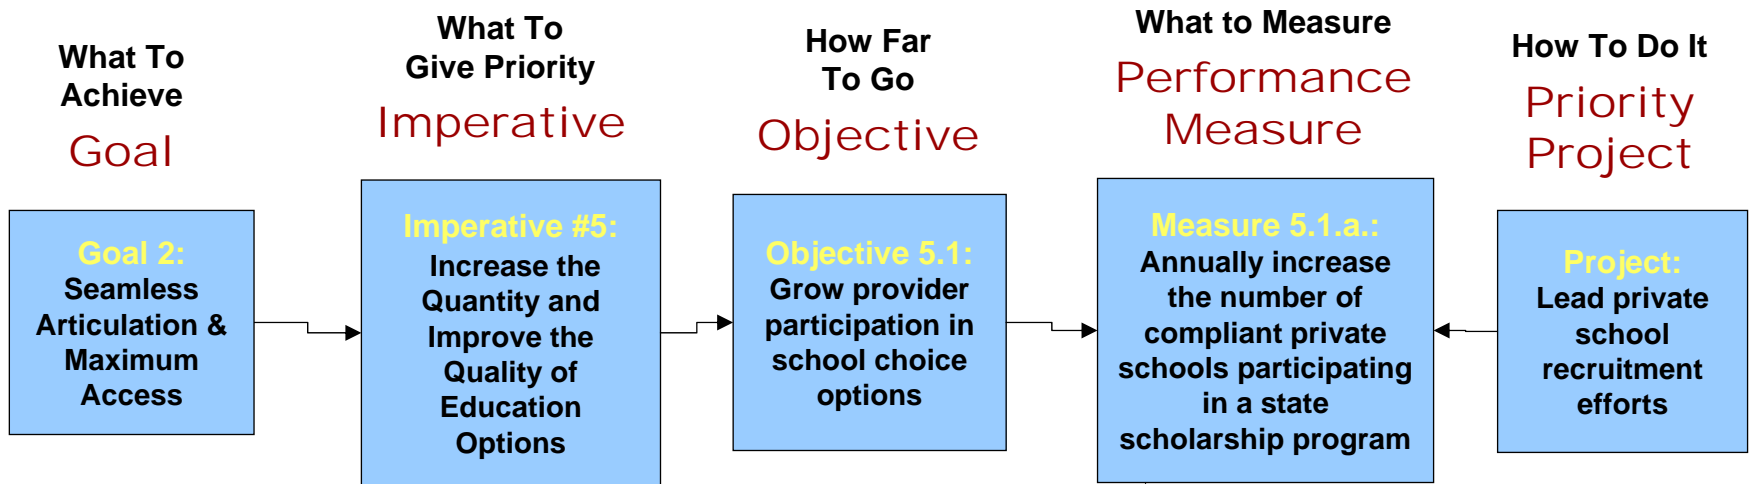 What To
Achieve
Goal
Goal 2:
Seamless
Articulation &
Maximum
Access
What To
Give Priority
Imperative
Imperative #5:
Increase the
Quantity and
Improve the
Quality of
Education
Options
How Far
To Go
Objective
Objective 5.1:
Grow provider
participation in
school choice
options
What to Measure
Performance
Measure
Measure 5.1.a.:
Annually increase
the number of
compliant private
schools participating
in a state
scholarship program
How To Do It
Priority
Project
Project:
Lead private
school
recruitment
efforts